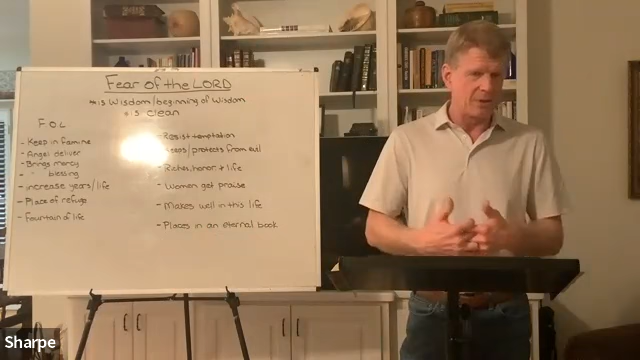 Fear of the LORD
• is Wisdom/beginning of Wisdom
• is clean
F.O.L
- Keep in famine
- Angel deliver
- Brings mercy
- " blessing
- increase years/life
- Place of refuge
- Fountain of life
- Resist temptation
/protects from evil
- Riches, honor + life
- Women get praise
- Makes well in this life
- Places in an eternal book
Sharpe